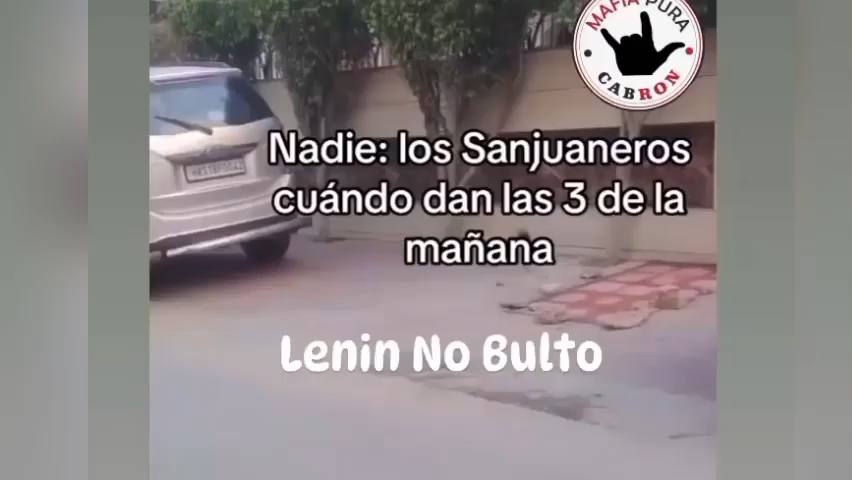 MAFIA PURA
CABRON
Nadie: los Sanjuaneros
cuándo dan las 3 de la
mañana
Lenin No Bulto